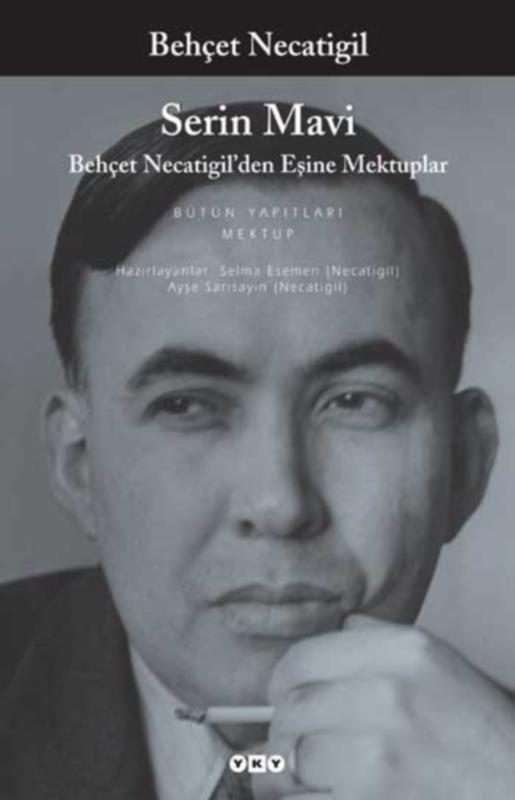 Behçet Necatigil
Serin Mavi
Behçet Necatigil'den Eşine Mektuplar
BÜTÜN YAPITLARI
MEKTUP
Hazırlayanlar: Selma Esemen (Necatigil)
Ayşe Sarısayın (Necatigil)
YKY